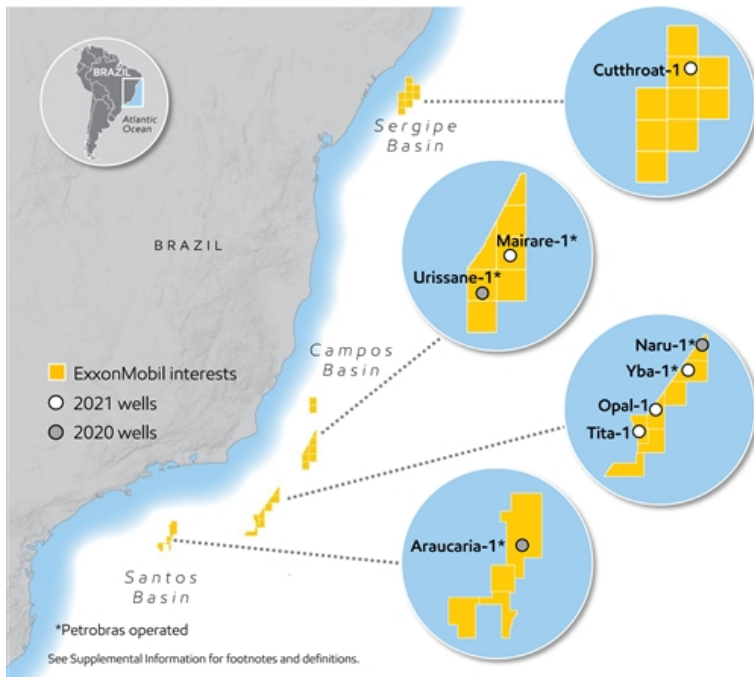 BRAZIL
Atlantic
Ocean
Cutthroat-1
Sergipe
Basin
Mairare-1*
Urissane-1*
BRAZIL
Campos
Basin
ExxonMobil interests
2021 wells
2020 wells
Naru-1*
Yba-1*
Opal-1
Tita-1
Araucaria-1*
Santos
Basin
*Petrobras operated
See Supplemental Information for footnotes and definitions.